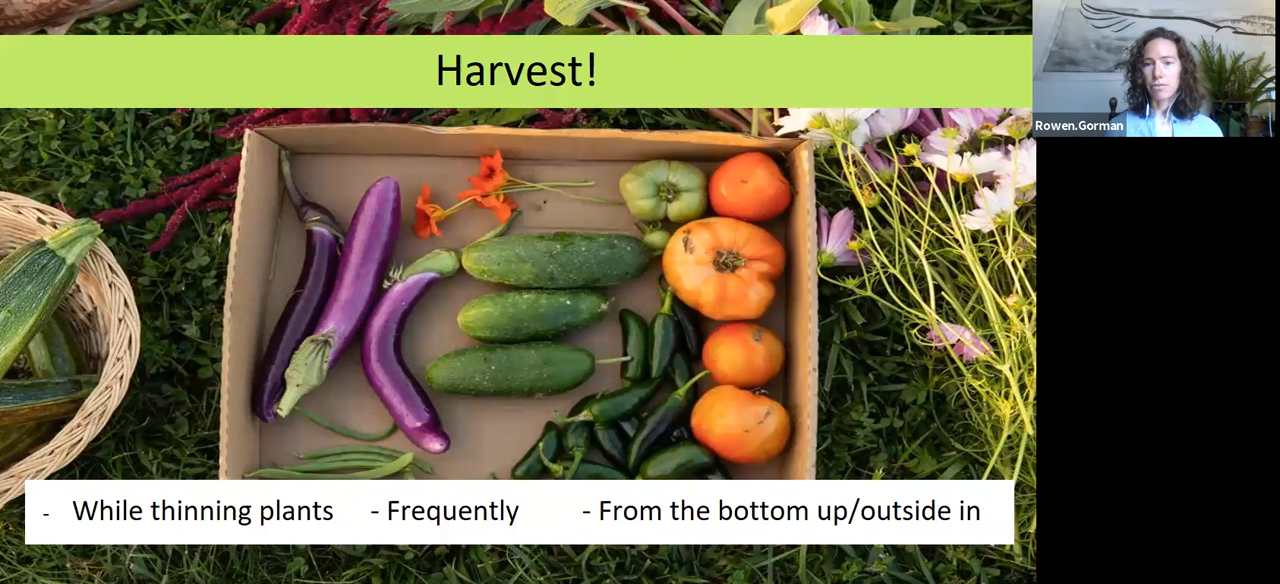 Harvest!
Rowen.Gorman
- While thinning plants - Frequently - From the bottom up/outside in